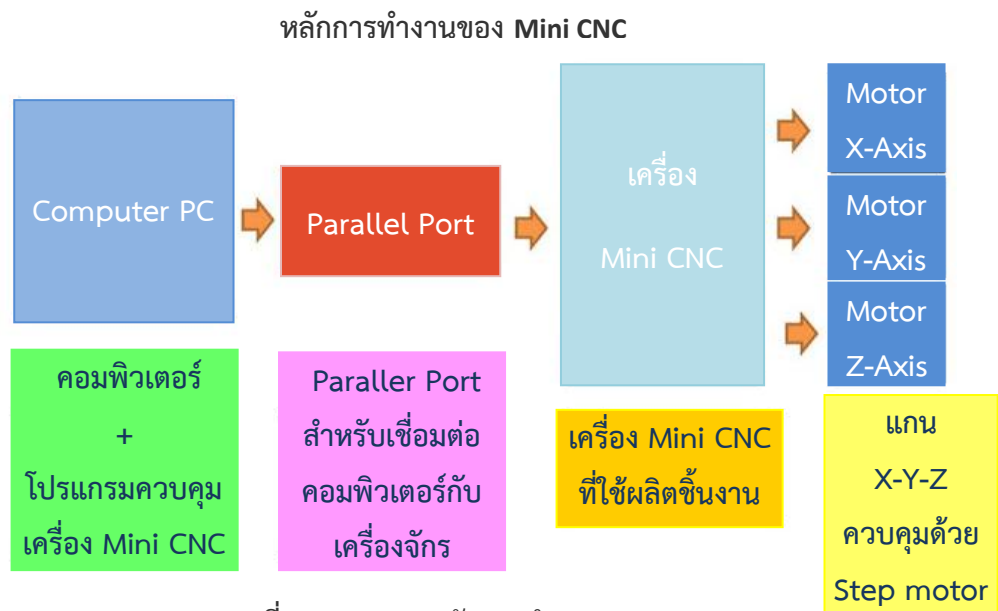 หลักการทำงานของ Mini CNC
Computer PC
Parallel Port
เครื่อง
Mini CNC
Motor
X-Axis
Motor
Y-Axis
Motor
Z-Axis
คอมพิวเตอร์
+
โปรแกรมควบคุม
เครื่อง Mini CNC
Paraller Port
สำหรับเชื่อมต่อ
คอมพิวเตอร์กับ
เครื่องจักร
เครื่อง Mini CNC
ที่ใช้ผลิตชิ้นงาน
แกน
X-Y-Z
ควบคุมด้วย
Step motor